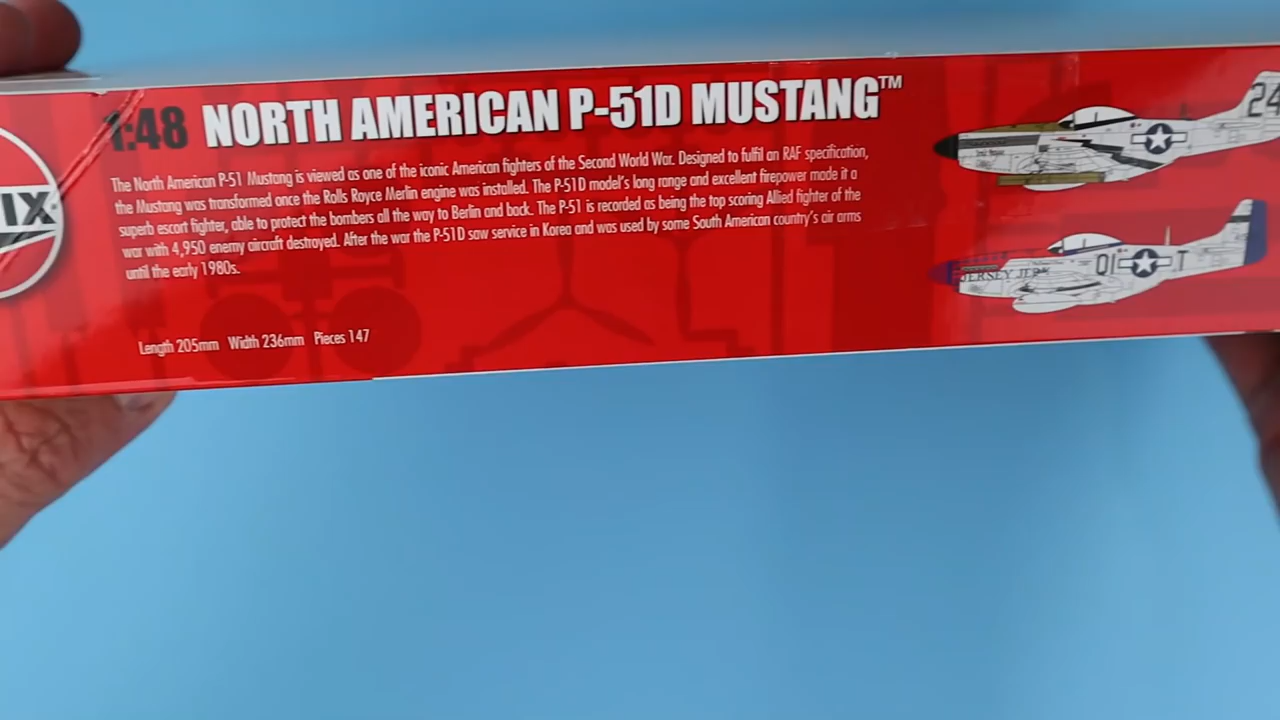 1:48 NORTH AMERICAN P-51D MUSTANG™
The North American P-51 Mustang is viewed as one of the iconic American fighters of the Second World War. Designed to fulfil an RAF specification,
the Mustang was transformed once the Rolls Royce Merlin engine was installed. The P-51D model's long range and excellent firepower made it a
superb escort fighter, able to protect the bombers all the way to Berlin and back. The P-51 is recorded as being the top scoring Allied fighter of the
war with 4,950 enemy aircraft destroyed. After the war the P-51D saw service in Korea and was used by some South American country's air arms
until the early 1980s.
Length 205mm Width 236mm Pieces 147
IX
24
JERSEY JERK
QI T